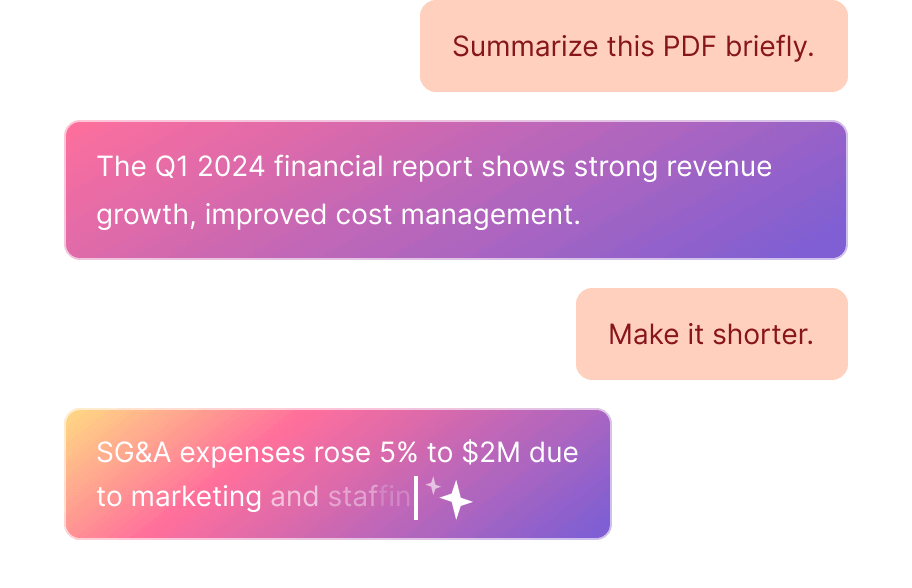 Summarize this PDF briefly.
The Q1 2024 financial report shows strong revenue
growth, improved cost management.
Make it shorter.
SG&A expenses rose 5% to $2M due
to marketing and staffin